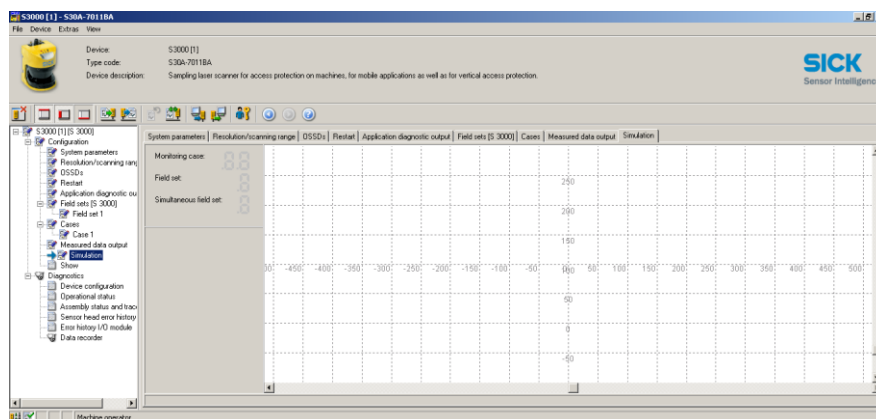 S3000 [1] - S30A-7011BA
File Device Extras View
Device: S3000 [1]
Type code: S30A-7011BA
Device description: Sampling laser scanner for access protection on machines, for mobile applications as well as for vertical access protection.
SICK
Sensor Intelligenc
S3000 [1] [S 3000]
Configuration
System parameters
Resolution/scanning rang
OSSDs
Restart
Application diagnostic ou
Field sets [S 3000]
Field set 1
Cases
Case 1
Measured data output
Simulation
Show
Diagnostics
Device configuration
Operational status
Assembly status and trac
Sensor head error history
Error history I/O module
Data recorder
System parameters Resolution/scanning range OSSDs Restart Application diagnostic output Field sets [S 3000] Cases Measured data output Simulation
Monitoring case:
Field set:
Simultaneous field set:
250
200
150
-450 -400 -350 -300 -250 -200 -150 -100 -50 50 100 150 200 250 300 350 400 450 500
50
0
-50
Machine operator